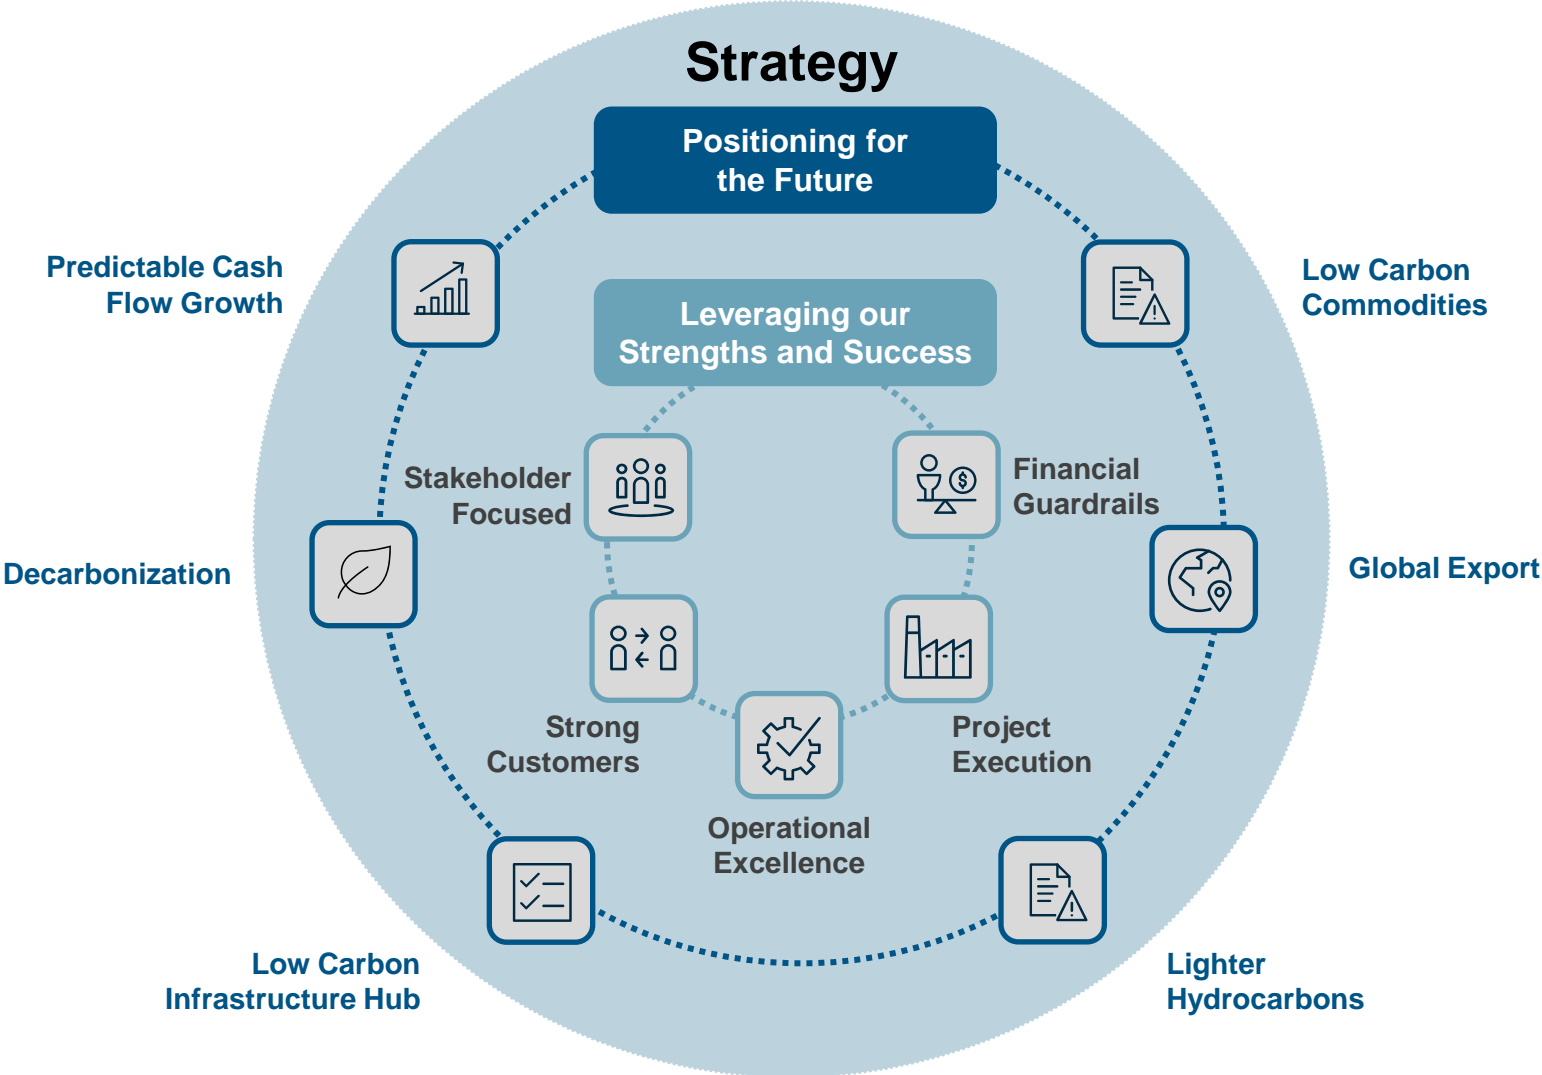 Strategy
Positioning for
the Future
Predictable Cash
Flow Growth
Low Carbon
Commodities
Leveraging our
Strengths and Success
Stakeholder
Focused
Financial
Guardrails
$
Decarbonization
Global Export
Strong
Customers
Project
Execution
Operational
Excellence
Low Carbon
Infrastructure Hub
Lighter
Hydrocarbons